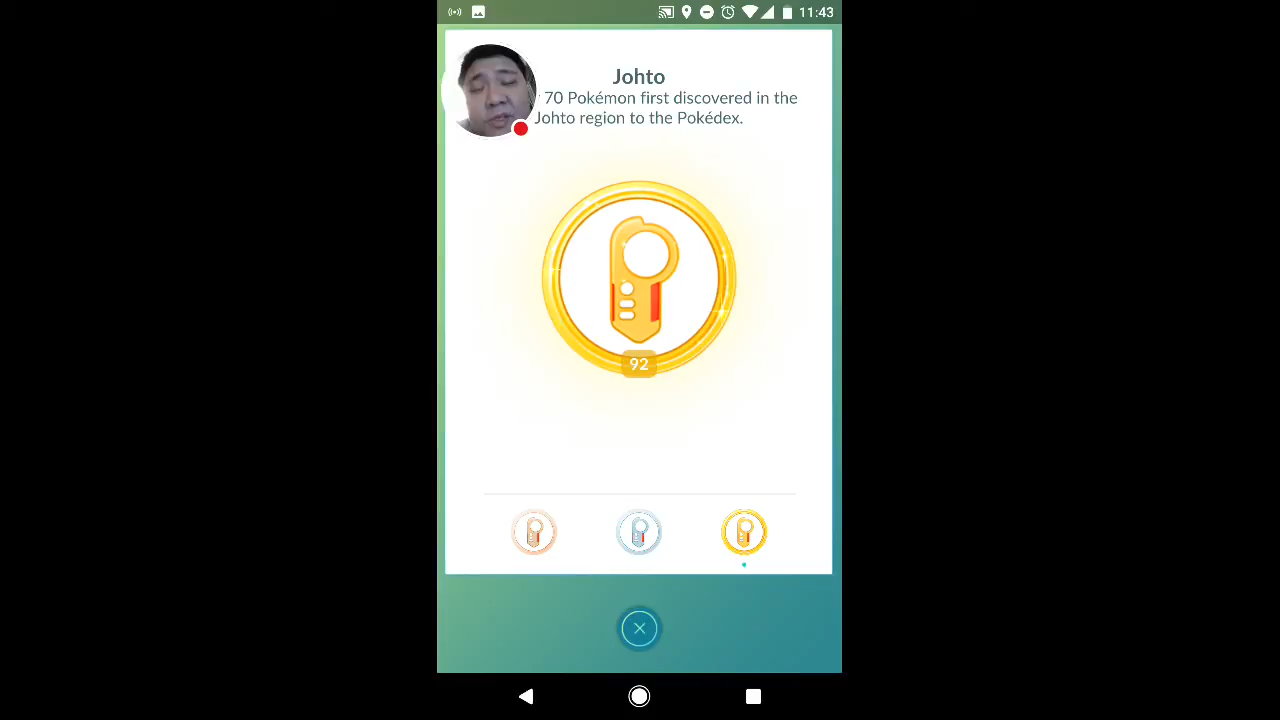 11:43
Johto
70 Pokémon first discovered in the
Johto region to the Pokédex.
92